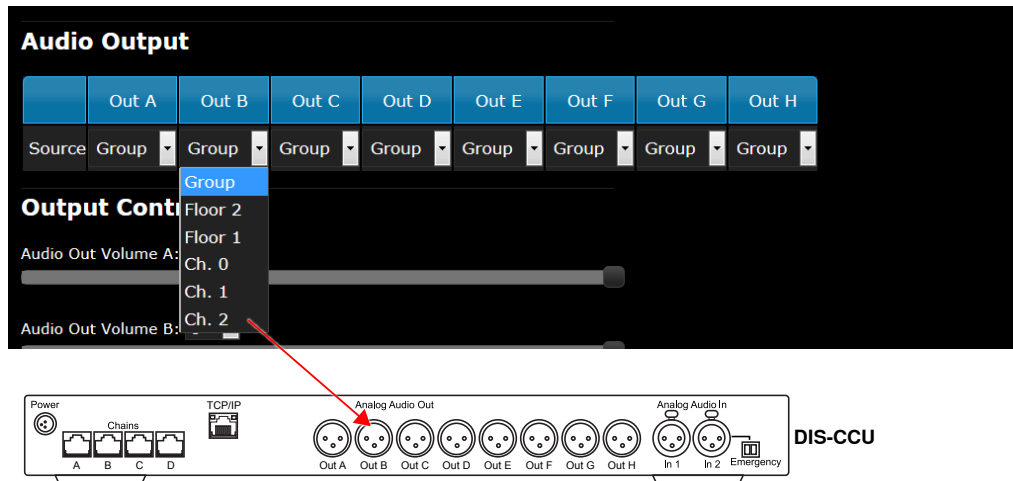 Audio Output
Out A Out B Out C Out D Out E Out F Out G Out H
Source Group Group Group Group Group Group Group Group
Group
Floor 2
Floor 1
Ch. 0
Ch. 1
Ch. 2
Output Cont
Audio Out Volume A:
Audio Out Volume B:
Power TCP/IP Analog Audio Out Analog Audio In
Chains
DIS-CCU
A B C D Out A Out B Out C Out D Out E Out F Out G Out H In 1 In 2 Emergency